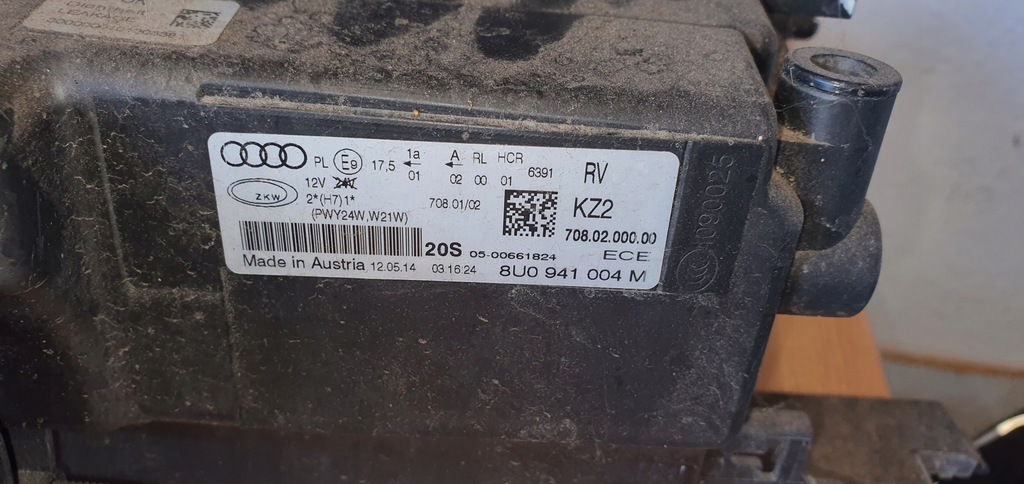 PL E9 17,5 1a 01 A 02 RL 00 HCR 01 6391 RV
ZKW 12V 24V
2*(H7)1* 708.01/02 KZ2
(PWY24W,W21W) 708.02.000.00
20S 05-00661824 ECE
Made in Austria 12.05.14 03:16:24 8U0 941 004 M
1090025